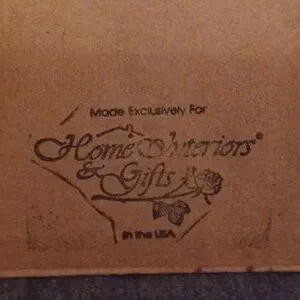 Made Exclusively For
Home Interiors®
& Gifts
In the USA